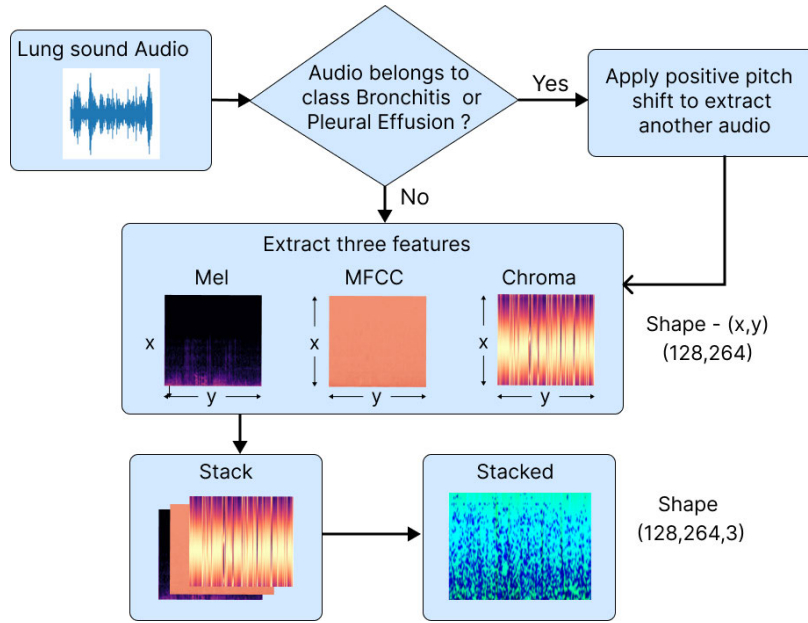 Lung sound Audio
Audio belongs to
class Bronchitis or
Pleural Effusion ?
Yes
Apply positive pitch
shift to extract
another audio
No
Extract three features
Mel
MFCC
Chroma
x
y
x
y
x
y
Shape - (x,y)
(128,264)
Stack
Stacked
Shape
(128,264,3)